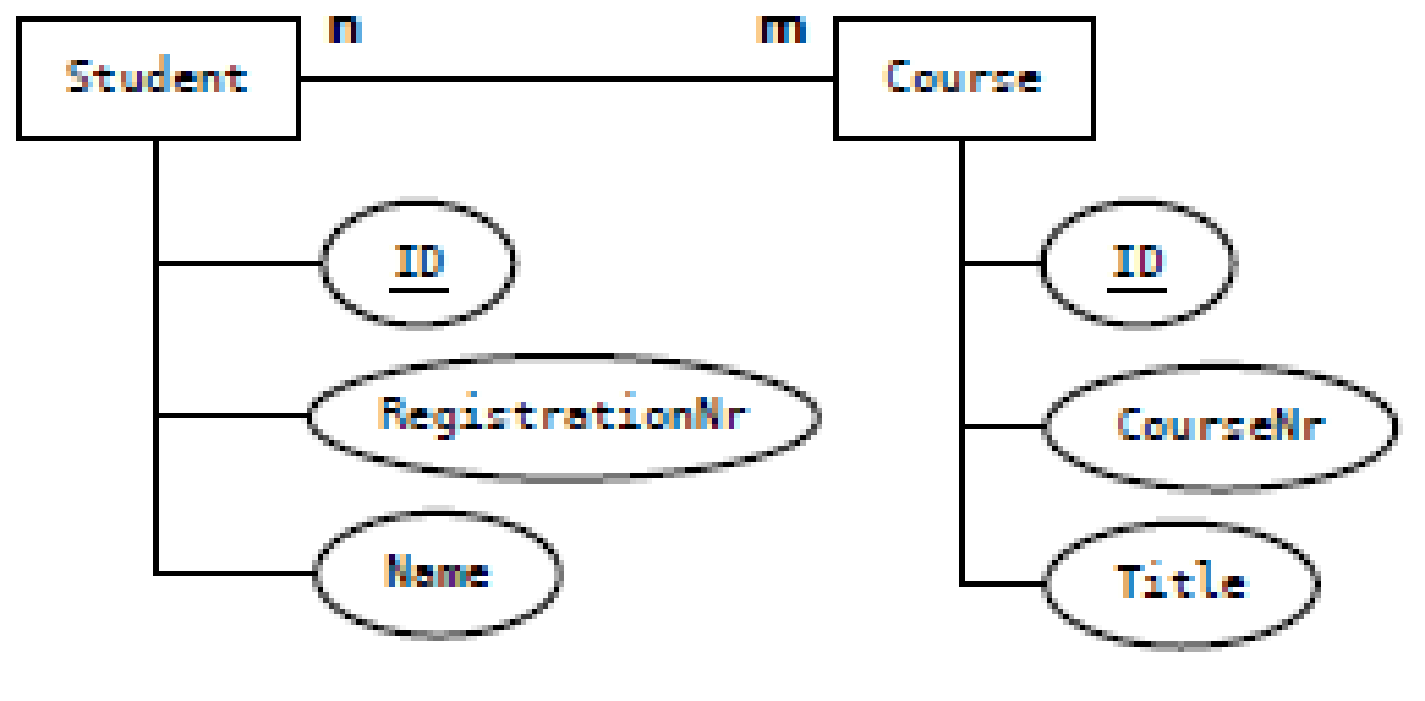 n m
Student Course
ID ID
RegistrationNr CourseNr
Name Title